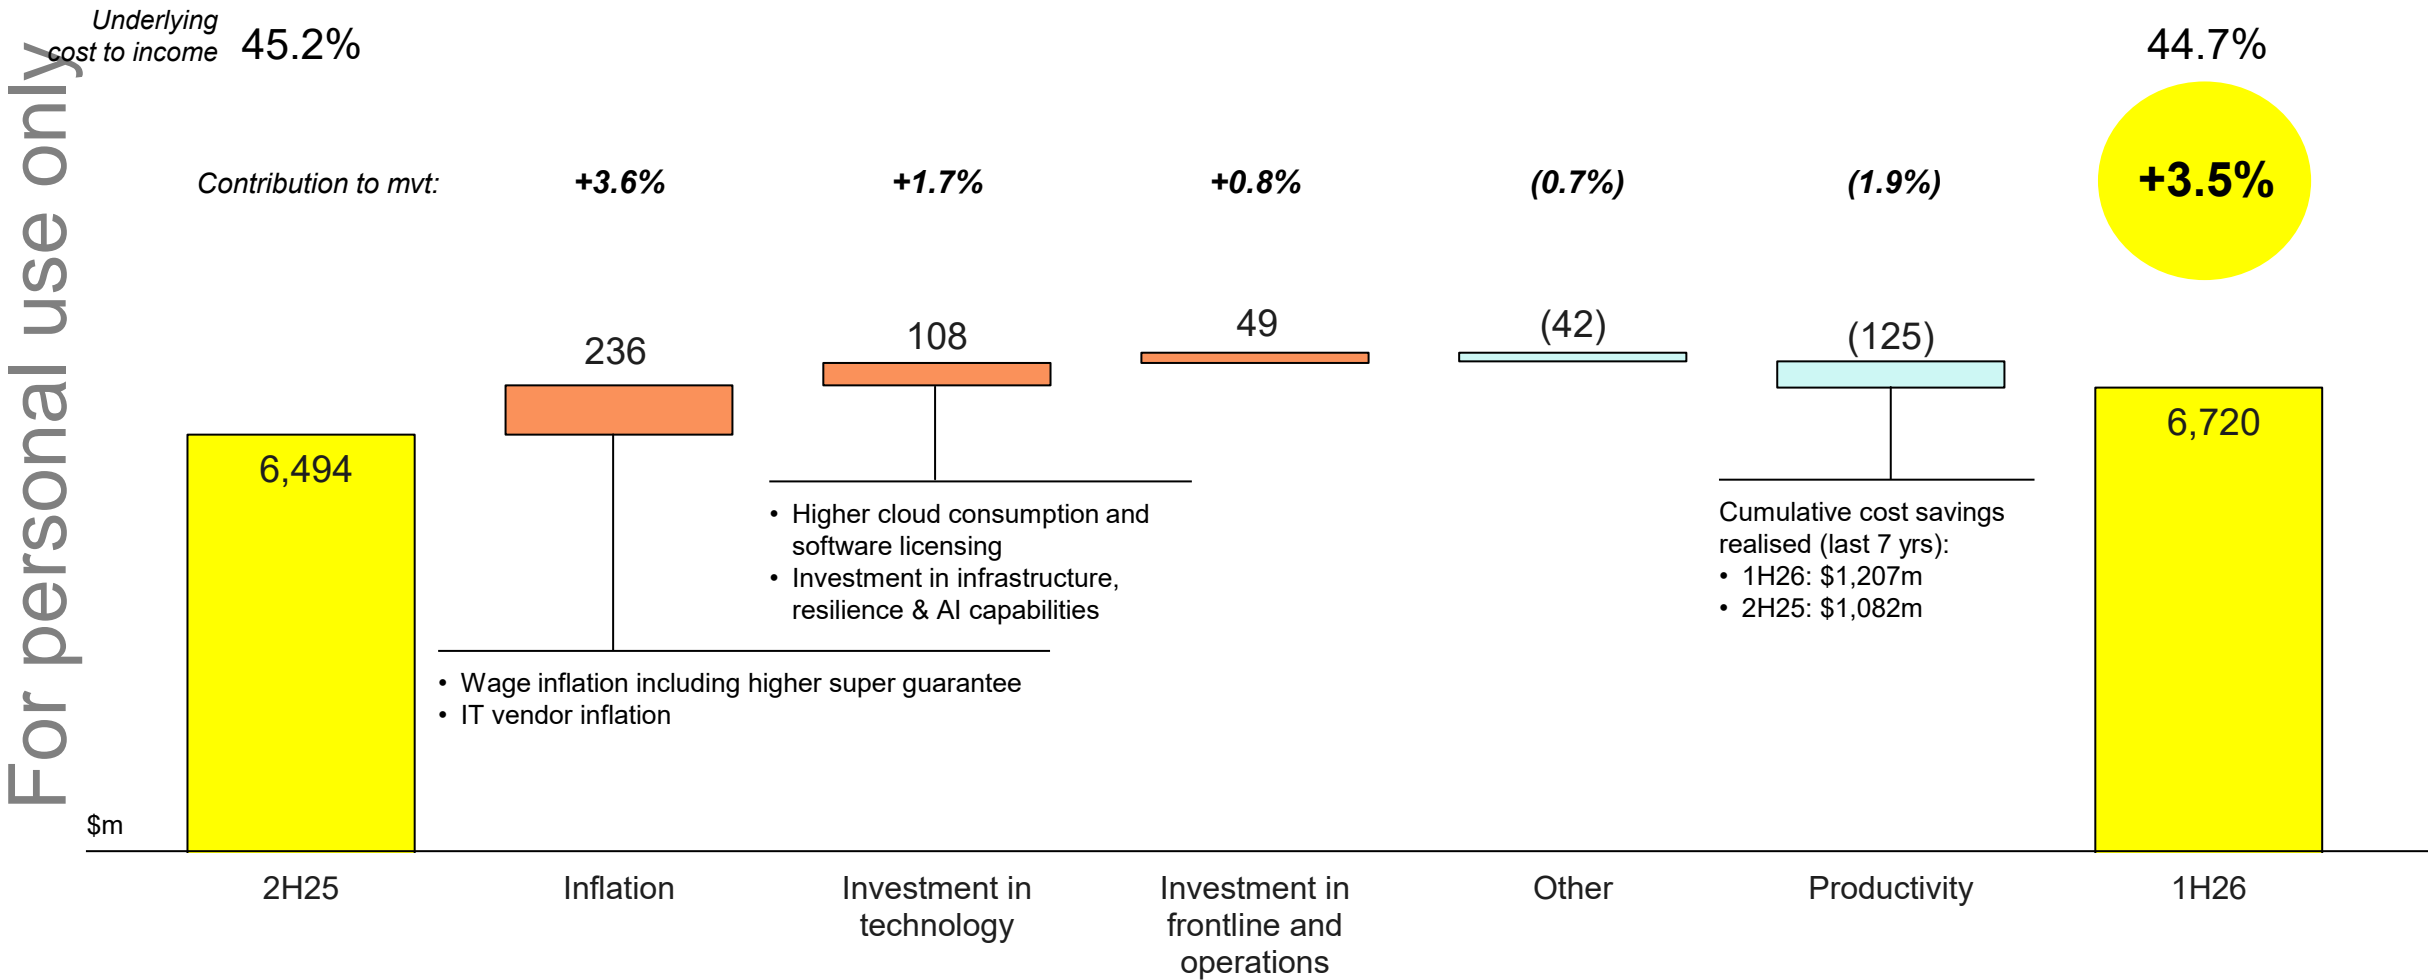 For personal use only
Underlying
cost to income
45.2%
44.7%
Contribution to mvt:
+3.6%
+1.7%
+0.8%
(0.7%)
(1.9%)
+3.5%
6,494
236
108
49
(42)
(125)
6,720
• Higher cloud consumption and
software licensing
• Investment in infrastructure,
resilience & AI capabilities
Cumulative cost savings
realised (last 7 yrs):
• 1H26: $1,207m
• 2H25: $1,082m
• Wage inflation including higher super guarantee
• IT vendor inflation
$m
2H25
Inflation
Investment in
technology
Investment in
frontline and
operations
Other
Productivity
1H26